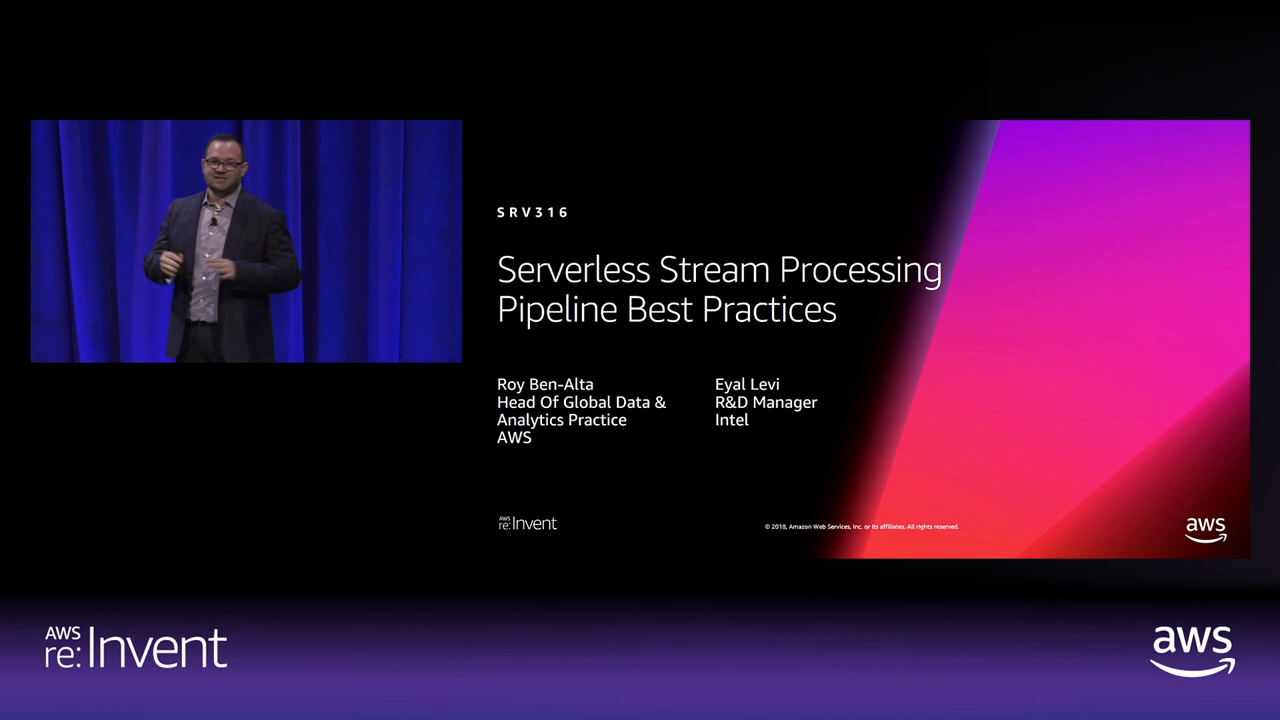 SRV316
Serverless Stream Processing
Pipeline Best Practices
Roy Ben-Alta
Head Of Global Data &
Analytics Practice
AWS
Eyal Levi
R&D Manager
Intel
AWS
re:Invent
© 2018, Amazon Web Services, Inc. or its affiliates. All rights reserved.
aws
AWS
re:Invent
aws